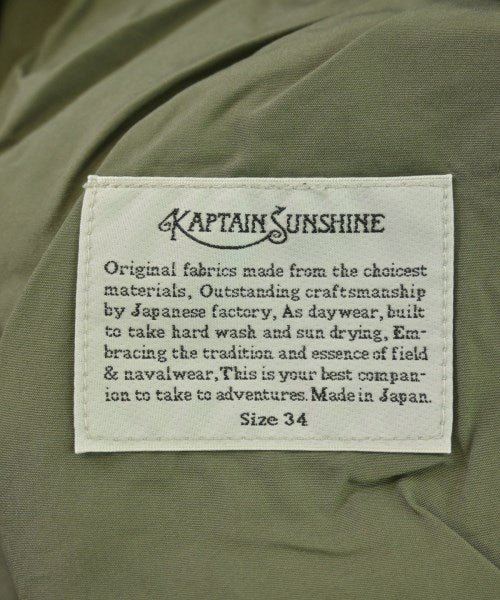 KAPTAIN SUNSHINE
Original fabrics made from the choicest
materials, Outstanding craftsmanship
by Japanese factory, As daywear, built
to take hard wash and sun drying, Em-
bracing the tradition and essence of field
& navalwear, This is your best compan-
ion to take to adventures. Made in Japan.
Size 34